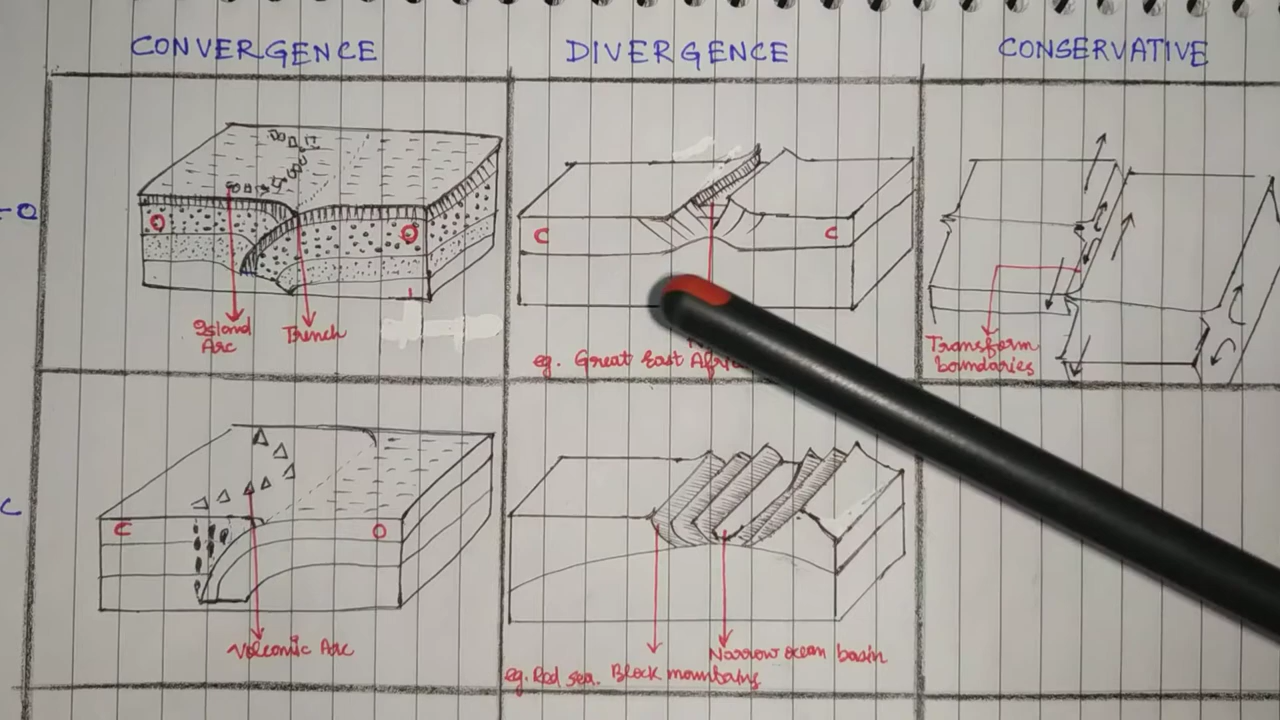 CONVERGENCE
DIVERGENCE
CONSERVATIVE
-O
O
O
C
C
Island
Arc
Trench
eg. Great East
Transform
boundaries
C
C
O
Volcanic Arc
Narrow ocean basin
eg. Red sea. Block mountains